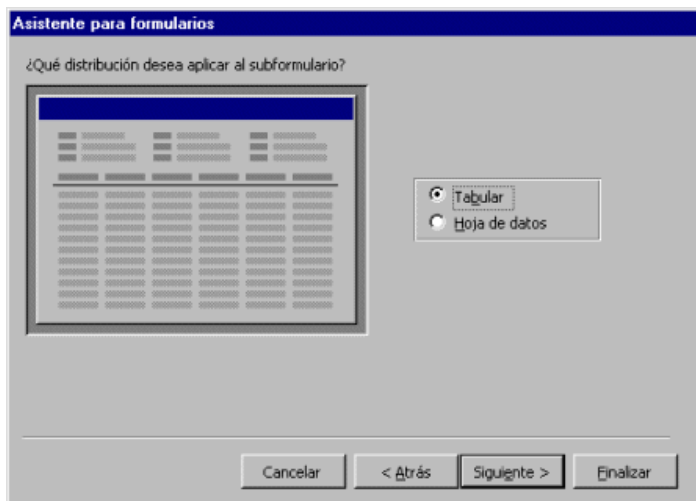 Asistente para formularios
¿Qué distribución desea aplicar al subformulario?
Tabular
Hoja de datos
Cancelar
< Atrás
Siguiente >
Finalizar